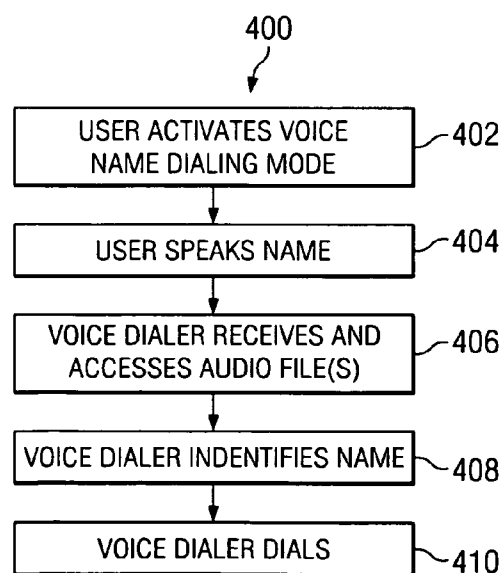 400
USER ACTIVATES VOICE
NAME DIALING MODE
402
USER SPEAKS NAME
404
VOICE DIALER RECEIVES AND
ACCESSES AUDIO FILE(S)
406
VOICE DIALER INDENTIFIES NAME
408
VOICE DIALER DIALS
410